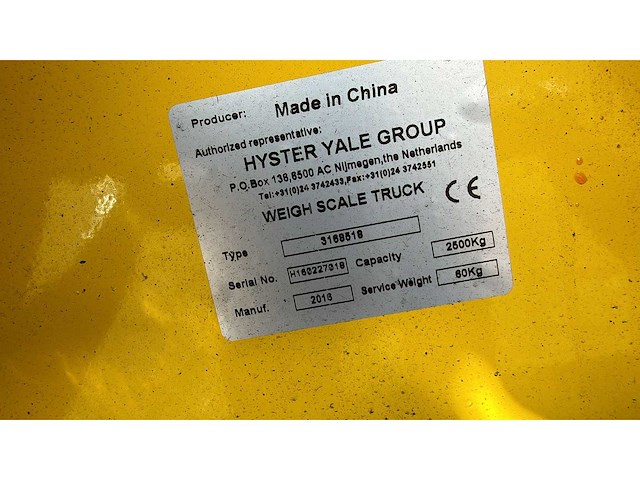 Producer: Made in China
Authorized representative:
HYSTER YALE GROUP
P.O.Box 138,6500 AC Nijmegen,the Netherlands
Tel:+31(0)24 3742433,Fax:+31(0)24 3742551
WEIGH SCALE TRUCK CE
Type 3168518
Serial No. H160227018 Capacity 2500Kg
Manuf. 2016 Service Weight 60Kg